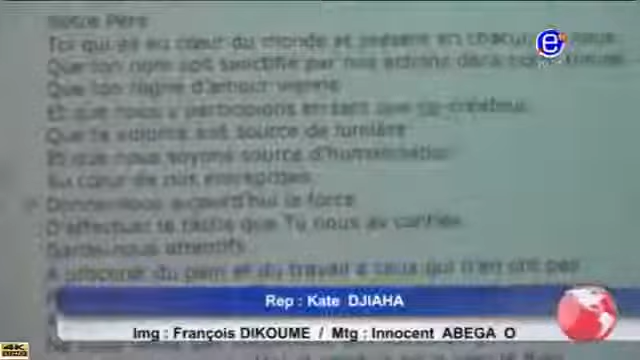 Notre Père
Toi qui es au cœur du monde et présent en chacun
Que ton nom soit sanctifié par nos actions dans
Que ton règne d'amour vienne
Et que nous y participions en tant que co-créateur
Que ta volonté soit source de lumière
Et que nous soyons source d'humanisation
Au cœur de nos entreprises
Donne-nous aujourd'hui la force
D'effectuer la tâche que Tu nous as confiée
Garde-nous attentifs
A procurer du pain et du travail à ceux qui n'en ont pas
Rep : Kate DJIAHA
Img : François DIKOUME / Mtg : Innocent ABEGA O
4K